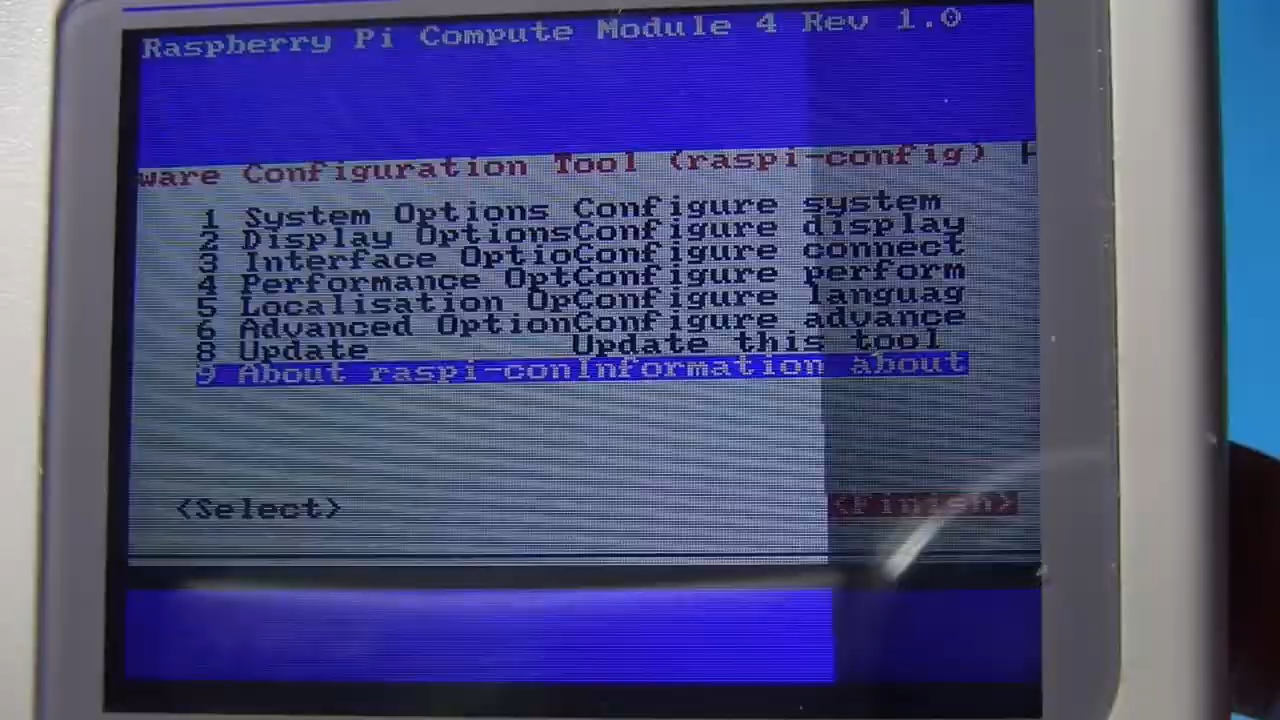 Raspberry Pi Compute Module 4 Rev 1.0
ware Configuration Tool (raspi-config)
1 System Options Configure system
2 Display OptionsConfigure display
3 Interface OptioConfigure connect
4 Performance OptConfigure perform
5 Localisation OpConfigure languag
6 Advanced OptionConfigure advance
8 Update Update this tool
9 About raspi-conInformation about
<Select> <Finish>